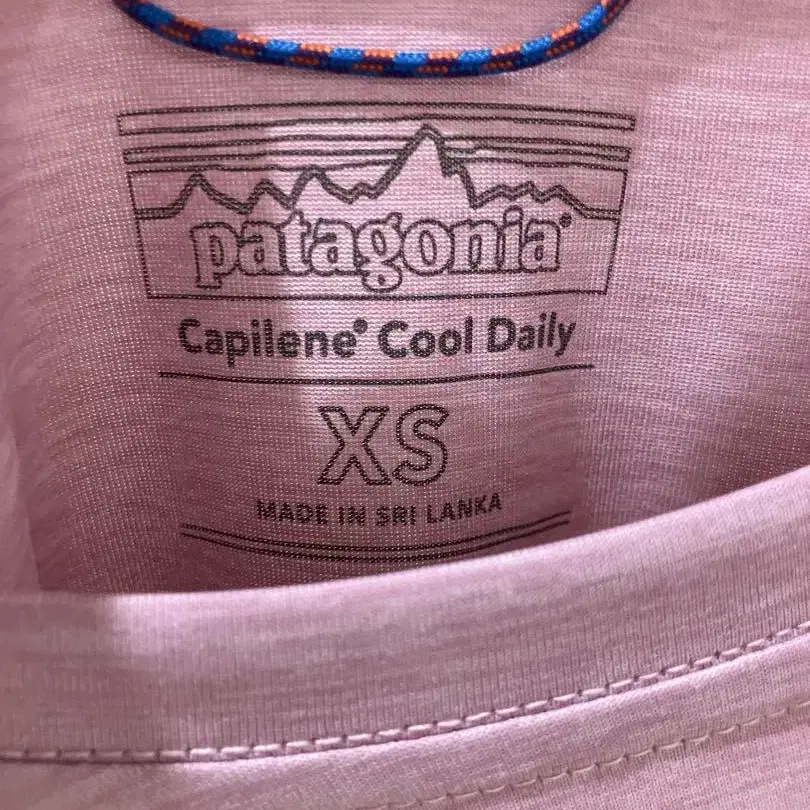 patagonia®
Capilene® Cool Daily
XS
MADE IN SRI LANKA